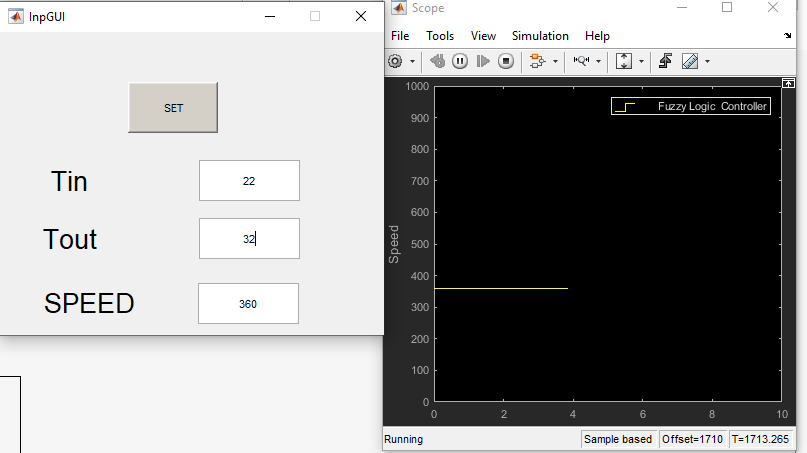 InpGUI
SET
Tin
22
Tout
32
SPEED
360
Scope
File Tools View Simulation Help
Fuzzy Logic Controller
Speed
1000
900
800
700
600
500
400
300
200
100
0
0 2 4 6 8 10
Running
Sample based Offset=1710 T=1713.265